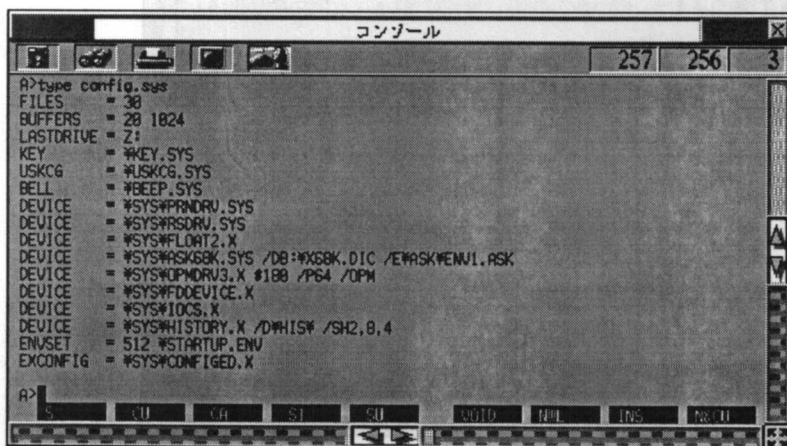 コンソール
257 256 3
A>type config.sys
FILES = 30
BUFFERS = 20 1024
LASTDRIVE = Z:
KEY = ¥KEY.SYS
USKCG = ¥USKCG.SYS
BELL = ¥BEEP.SYS
DEVICE = ¥SYS¥PRNDRV.SYS
DEVICE = ¥SYS¥RSDRV.SYS
DEVICE = ¥SYS¥FLOAT2.X
DEVICE = ¥SYS¥ASK68K.SYS /DB:¥X68K.DIC /E¥ASK¥ENV1.ASK
DEVICE = ¥SYS¥OPMDRV3.X #180 /P64 /OPM
DEVICE = ¥SYS¥FDDEVICE.X
DEVICE = ¥SYS¥IOCS.X
DEVICE = ¥SYS¥HISTORY.X /D¥HIS¥ /SH2,8,4
ENVSET = 512 ¥STARTUP.ENV
EXCONFIG = ¥SYS¥CONFIGED.X
A>
S CU CA SI SU VOID NWL INS N&CU